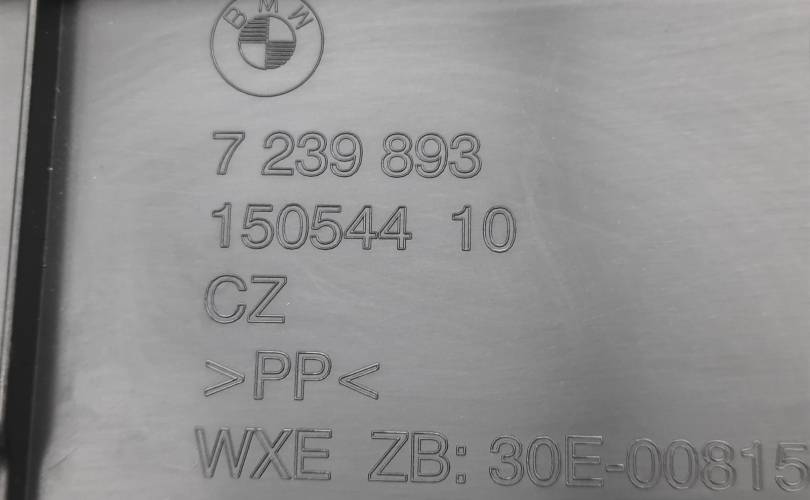 BMW
7 239 893
150544 10
CZ
>PP<
WXE ZB: 30E-00815